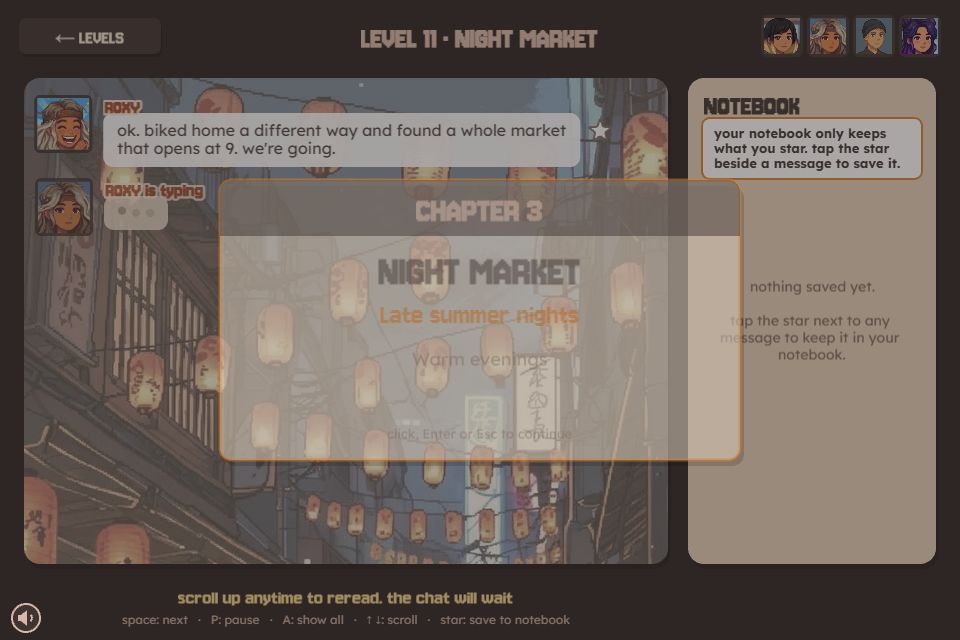 ← LEVELS
LEVEL 11 · NIGHT MARKET
ROXY
ok. biked home a different way and found a whole market
that opens at 9. we're going.
ROXY is typing
CHAPTER 3
NIGHT MARKET
Late summer nights
Warm evenings
click, Enter or Esc to continue
NOTEBOOK
your notebook only keeps
what you star. tap the star
beside a message to save it.
nothing saved yet.
tap the star next to any
message to keep it in your
notebook.
scroll up anytime to reread. the chat will wait
space: next · P: pause · A: show all · ↑↓: scroll · star: save to notebook